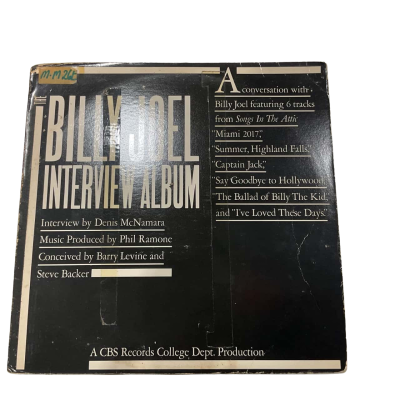 M-M 262
BILLY JOEL
INTERVIEW ALBUM
Interview by Denis McNamara
Music Produced by Phil Ramone
Conceived by Barry Levine and
Steve Backer
A conversation with
Billy Joel featuring 6 tracks
from Songs In The Attic
"Miami 2017,"
"Summer, Highland Falls,"
"Captain Jack,"
"Say Goodbye to Hollywood,
"The Ballad of Billy The Kid,"
and "I've Loved These Days."
A CBS Records College Dept. Production